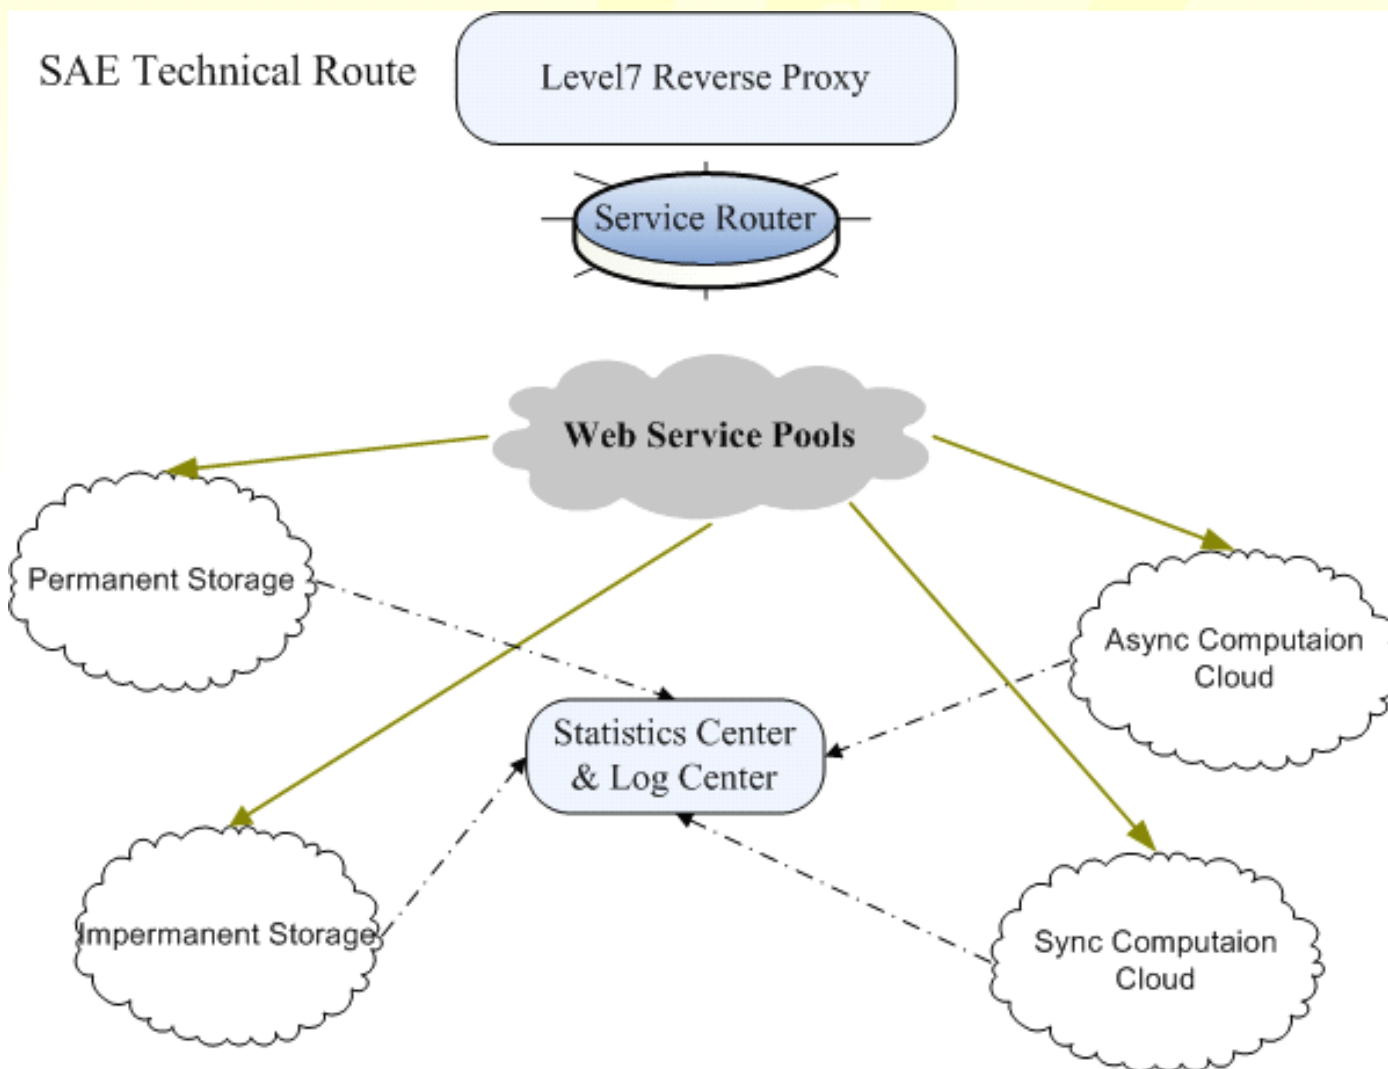 SAE Technical Route
Level7 Reverse Proxy
Service Router
Web Service Pools
Permanent Storage
Async Computaion
Cloud
Statistics Center
& Log Center
Impermanent Storage
Sync Computaion
Cloud